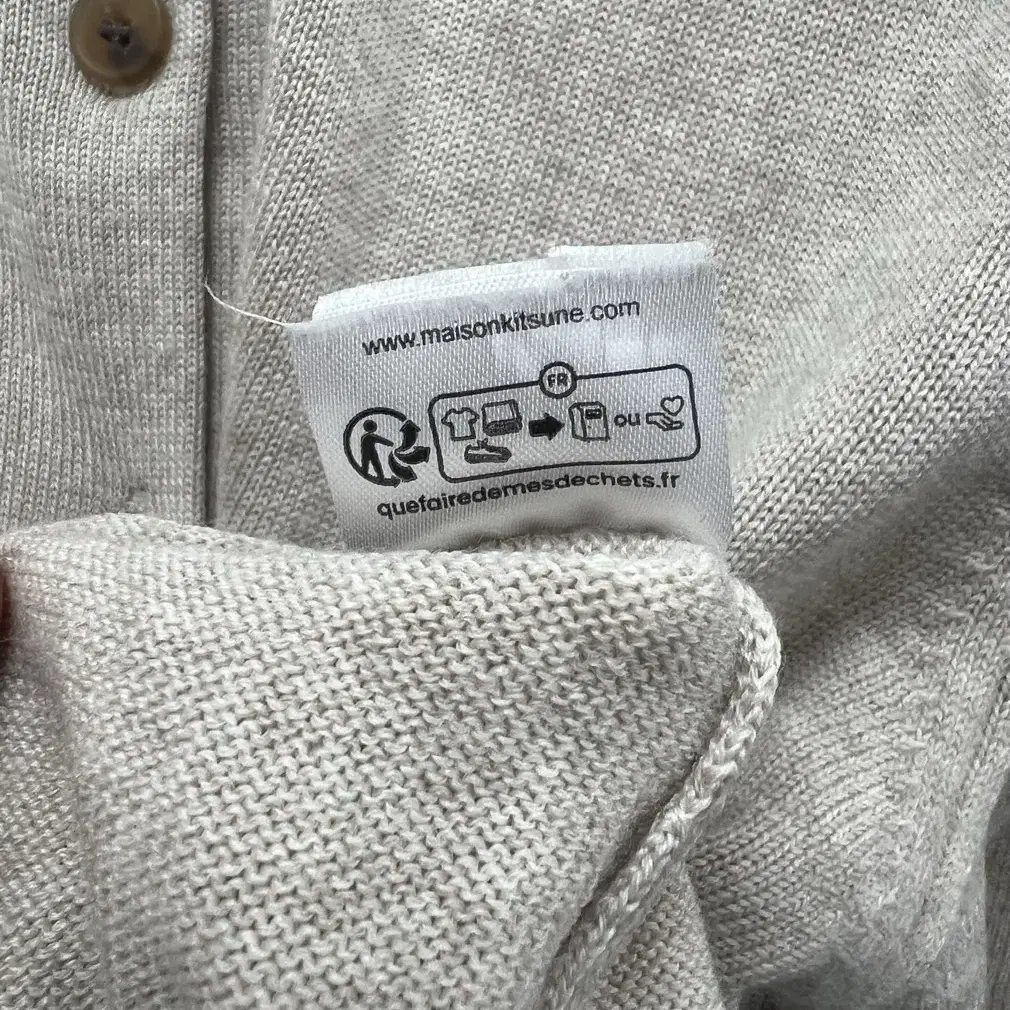 www.maisonkitsune.com
FR
ou
quefairedemesdechets.fr